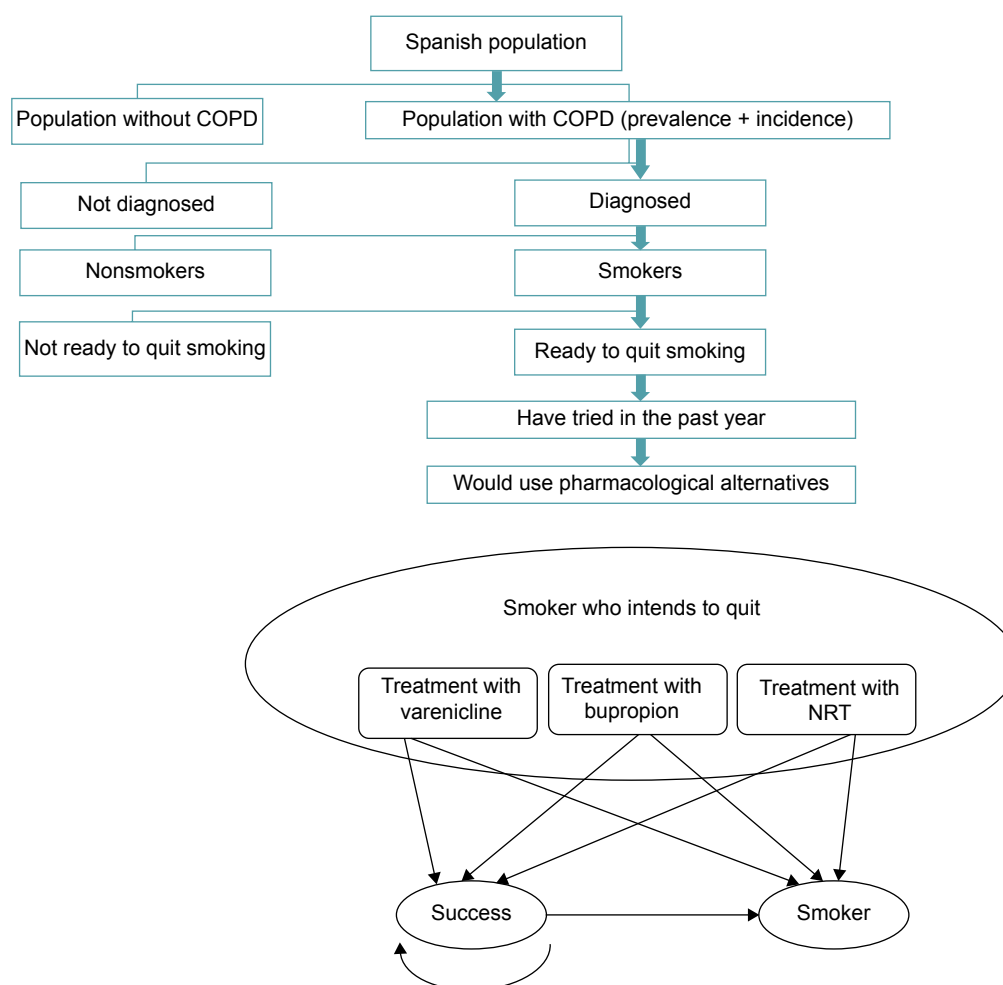 Spanish population
Population without COPD
Population with COPD (prevalence + incidence)
Not diagnosed
Diagnosed
Nonsmokers
Smokers
Not ready to quit smoking
Ready to quit smoking
Have tried in the past year
Would use pharmacological alternatives
Smoker who intends to quit
Treatment with
varenicline
Treatment with
bupropion
Treatment with
NRT
Success
Smoker